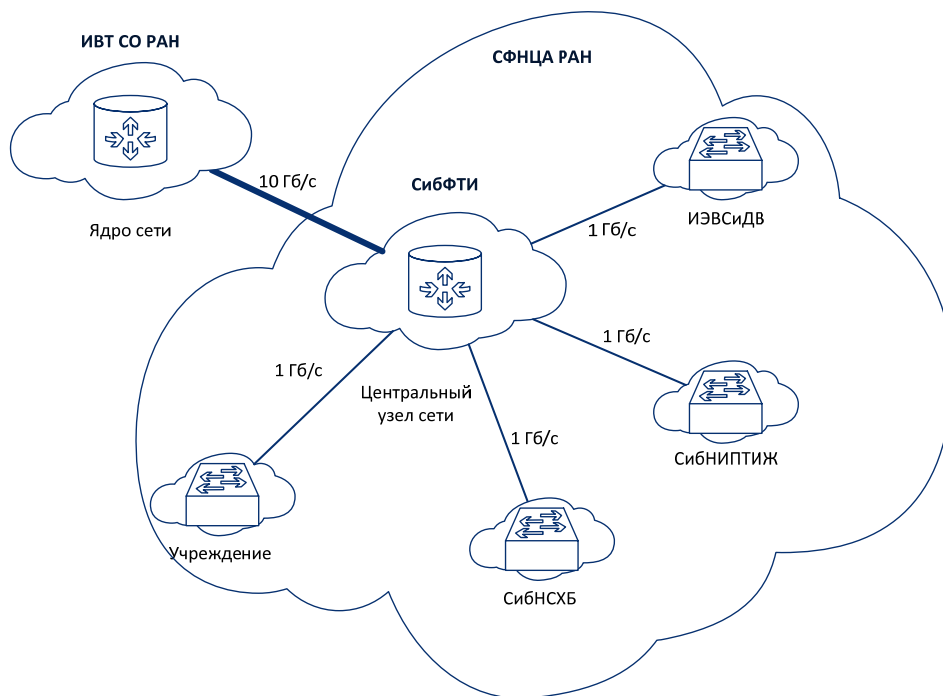 ИВТ СО РАН
СФНЦА РАН
10 Гб/с
СибФТИ
Ядро сети
1 Гб/с
ИЭВСиДВ
1 Гб/с
1 Гб/с
Центральный
узел сети
1 Гб/с
СибНИПТИЖ
Учреждение
СибНСХБ